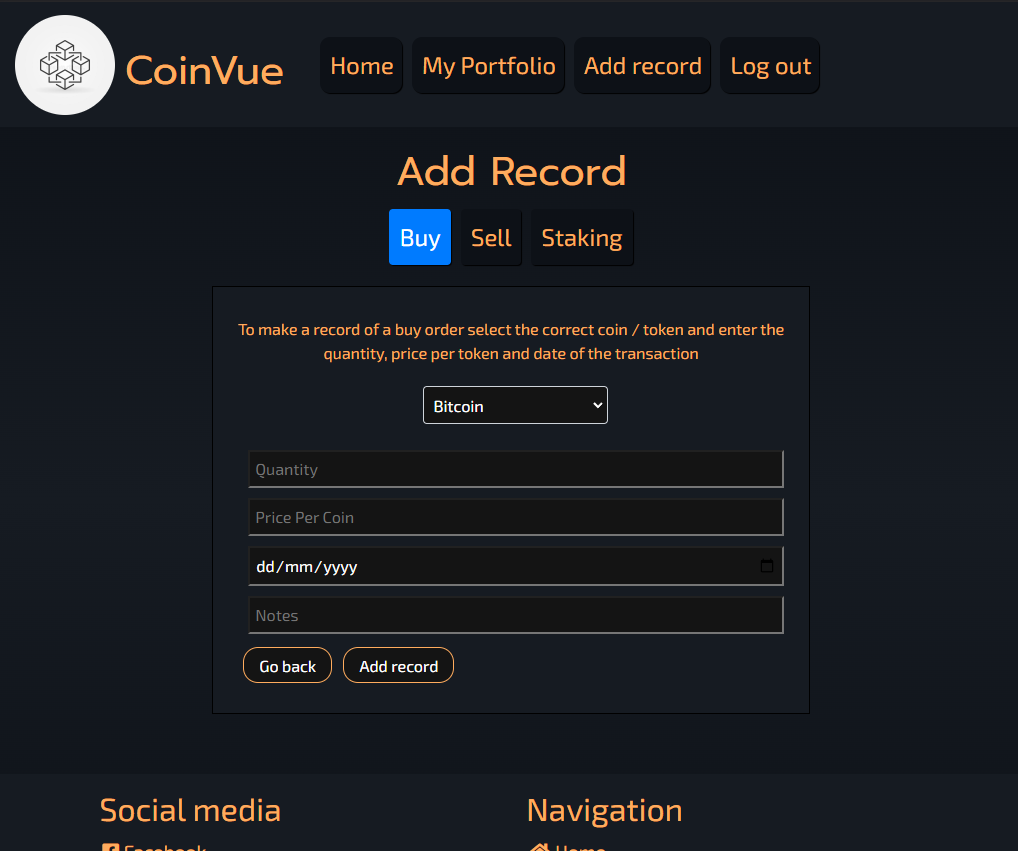 CoinVue
Home
My Portfolio
Add record
Log out
Add Record
Buy
Sell
Staking
To make a record of a buy order select the correct coin / token and enter the
quantity, price per token and date of the transaction
Bitcoin
Quantity
Price Per Coin
dd/mm/yyyy
Notes
Go back
Add record
Social media
Navigation
Facebook
Home